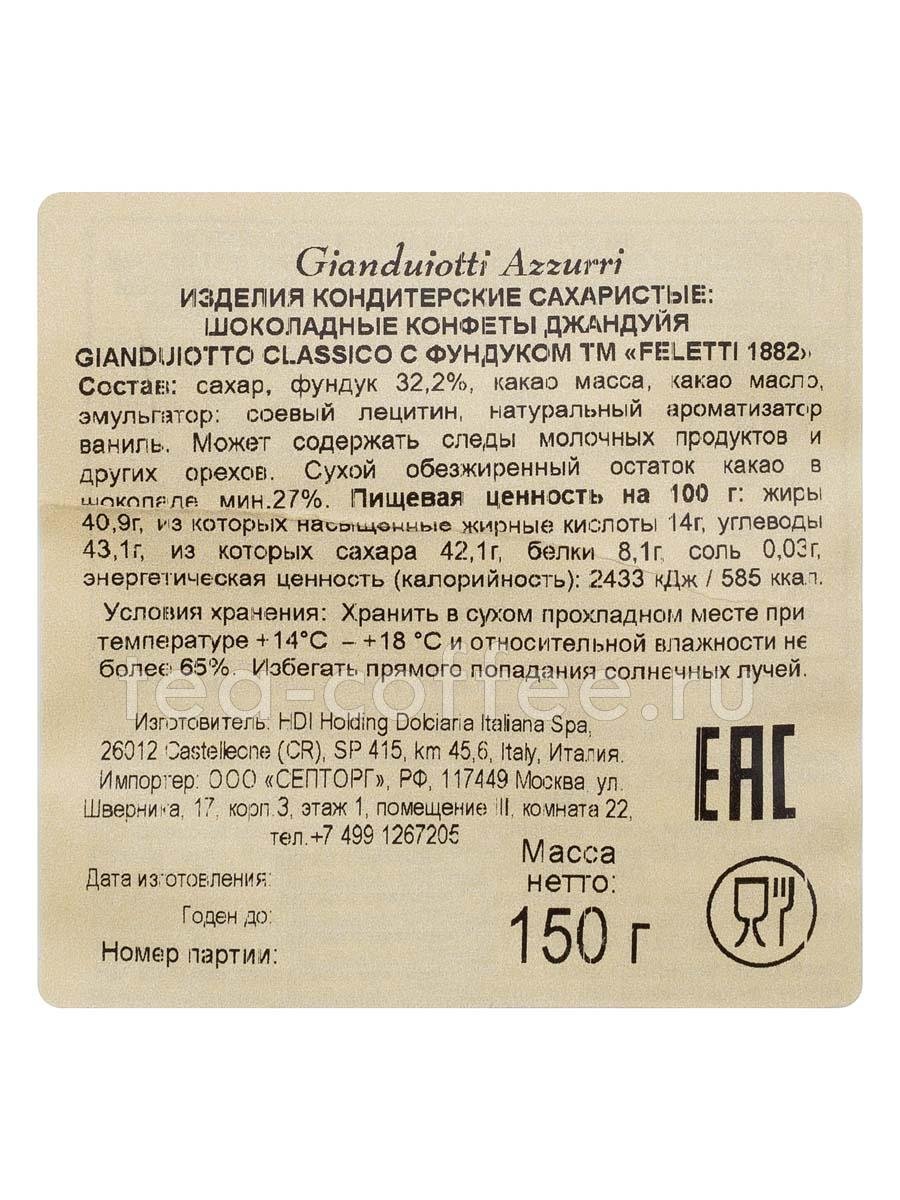 Gianduiotti Azzurri
ИЗДЕЛИЯ КОНДИТЕРСКИЕ САХАРИСТЫЕ:
ШОКОЛАДНЫЕ КОНФЕТЫ ДЖАНДУЙЯ
GIANDUIOTTO CLASSICO С ФУНДУКОМ ТМ «FELETTI 1882»
Состав: сахар, фундук 32,2%, какао масса, какао масло,
эмульгатор: соевый лецитин, натуральный ароматизатор
ваниль. Может содержать следы молочных продуктов и
других орехов. Сухой обезжиренный остаток какао в
шоколаде мин.27%. Пищевая ценность на 100 г: жиры
40,9г, из которых насыщенные жирные кислоты 14г, углеводы
43,1г, из которых сахара 42,1г, белки 8,1г, соль 0,03г,
энергетическая ценность (калорийность): 2433 кДж / 585 ккал.
Условия хранения: Хранить в сухом прохладном месте при
температуре +14°C – +18 °C и относительной влажности не
более 65%. Избегать прямого попадания солнечных лучей.
tea-coffee.ru
Изготовитель: HDI Holding Dolciaria Italiana Spa,
26012 Castelleone (CR), SP 415, km 45,6, Italy, Италия.
Импортер: ООО «СЕПТОРГ», РФ, 117449 Москва, ул.
Шверника, 17, корп.3, этаж 1, помещение III, комната 22,
тел.+7 499 1267205
EAC
Масса
нетто:
150 г
Дата изготовления:
Годен до:
Номер партии: